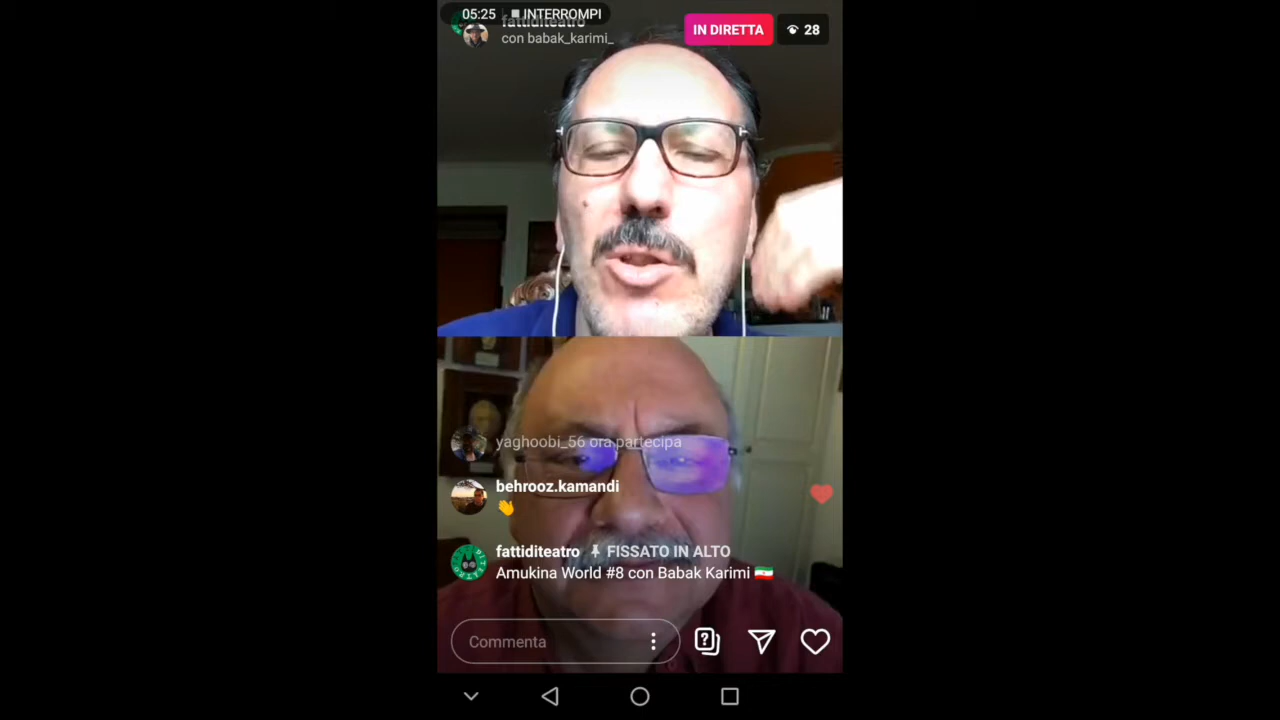 05:25 INTERROMPI
fattiditeatro
con babak_karimi_
IN DIRETTA
28
yaghoobi_56 ora partecipa
behrooz.kamandi
👏
fattiditeatro FISSATO IN ALTO
Amukina World #8 con Babak Karimi 🇮🇷
Commenta